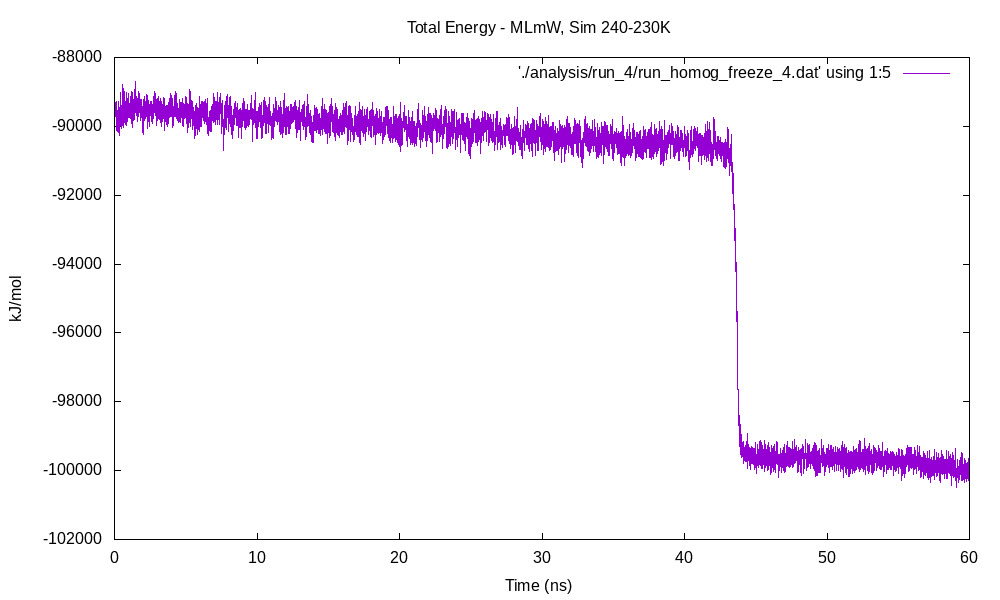 Total Energy - MLmW, Sim 240-230K
'./analysis/run_4/run_homog_freeze_4.dat' using 1:5
-88000
-90000
-92000
-94000
-96000
-98000
-100000
-102000
kJ/mol
0 10 20 30 40 50 60
Time (ns)